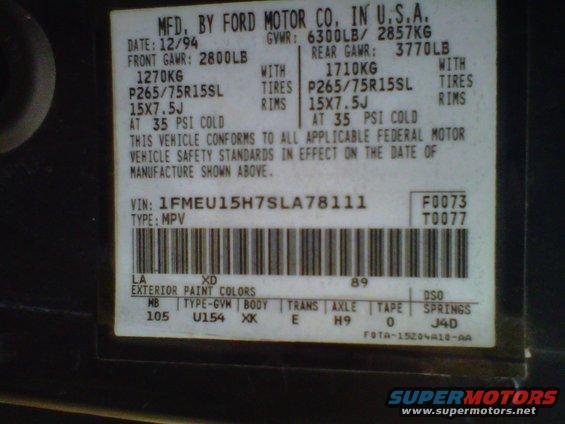 MFD. BY FORD MOTOR CO. IN U.S.A.
DATE: 12/94 GVWR: 6300LB/ 2857KG
FRONT GAWR: 2800LB REAR GAWR: 3770LB
1270KG WITH 1710KG WITH
P265/75R15SL TIRES P265/75R15SL TIRES
15X7.5J RIMS 15X7.5J RIMS
AT 35 PSI COLD AT 35 PSI COLD
THIS VEHICLE CONFORMS TO ALL APPLICABLE FEDERAL MOTOR
VEHICLE SAFETY STANDARDS IN EFFECT ON THE DATE OF
MANUFACTURE SHOWN ABOVE.
VIN: 1FMEU15H7SLA78111 F0073
TYPE: MPV T0077
LA XD 89
EXTERIOR PAINT COLORS DSO
WB TYPE-GVM BODY TRANS AXLE TAPE SPRINGS
105 U154 XK E H9 O J4D
F0TA-15204A10-AA
SUPERMOTORS
www.supermotors.net